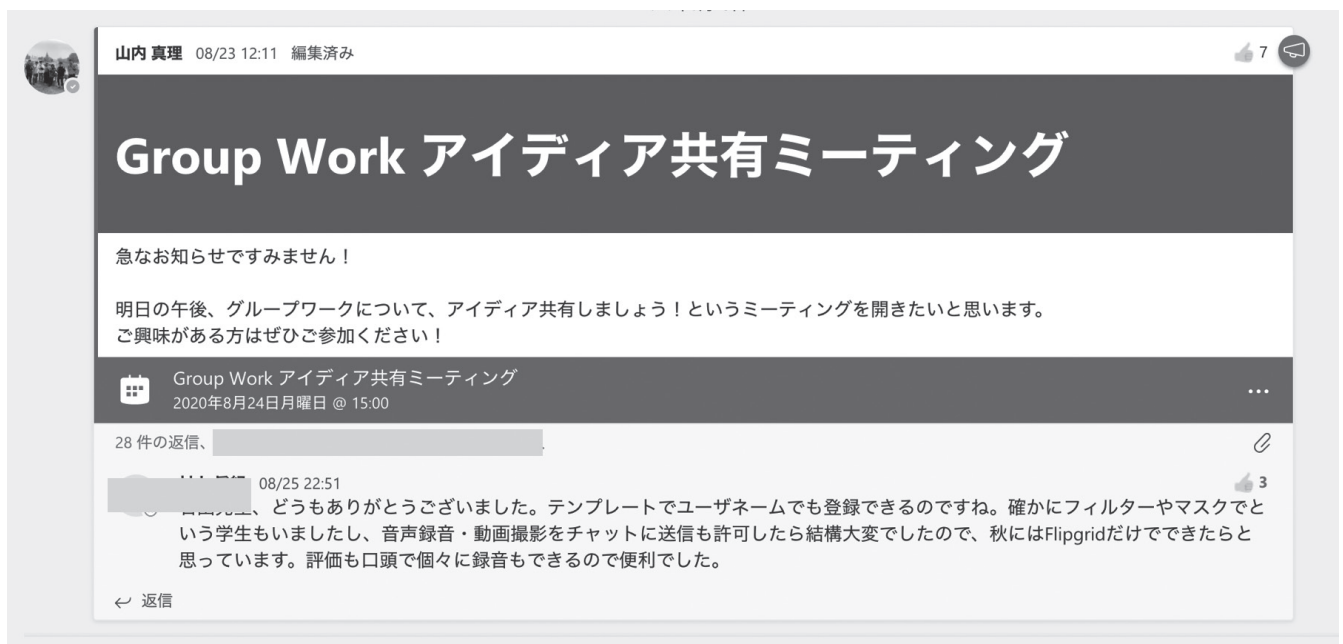 山内 真理 08/23 12:11 編集済み
7
Group Work アイディア共有ミーティング
急なお知らせですみません！
明日の午後、グループワークについて、アイディア共有しましょう！というミーティングを開きたいと思います。
ご興味がある方はぜひご参加ください！
Group Work アイディア共有ミーティング
2020年8月24日月曜日 @ 15:00
28 件の返信、
08/25 22:51
3
、どうもありがとうございました。テンプレートでユーザネームでも登録できるのですね。確かにフィルターやマスクでと
いう学生もいましたし、音声録音・動画撮影をチャットに送信も許可したら結構大変でしたので、秋にはFlipgridだけでできたらと
思っています。評価も口頭で個々に録音もできるので便利でした。
返信